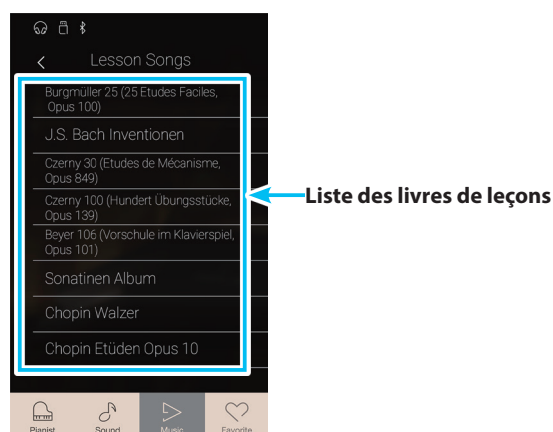 Lesson Songs
Burgmüller 25 (25 Etudes Faciles,
Opus 100)
J.S. Bach Inventionen
Czerny 30 (Etudes de Mécanisme,
Opus 849)
Czerny 100 (Hundert Übungsstücke,
Opus 139)
Beyer 106 (Vorschule im Klavierspiel,
Opus 101)
Sonatinen Album
Chopin Walzer
Chopin Etüden Opus 10
Liste des livres de leçons
Pianist Sound Music Favorite